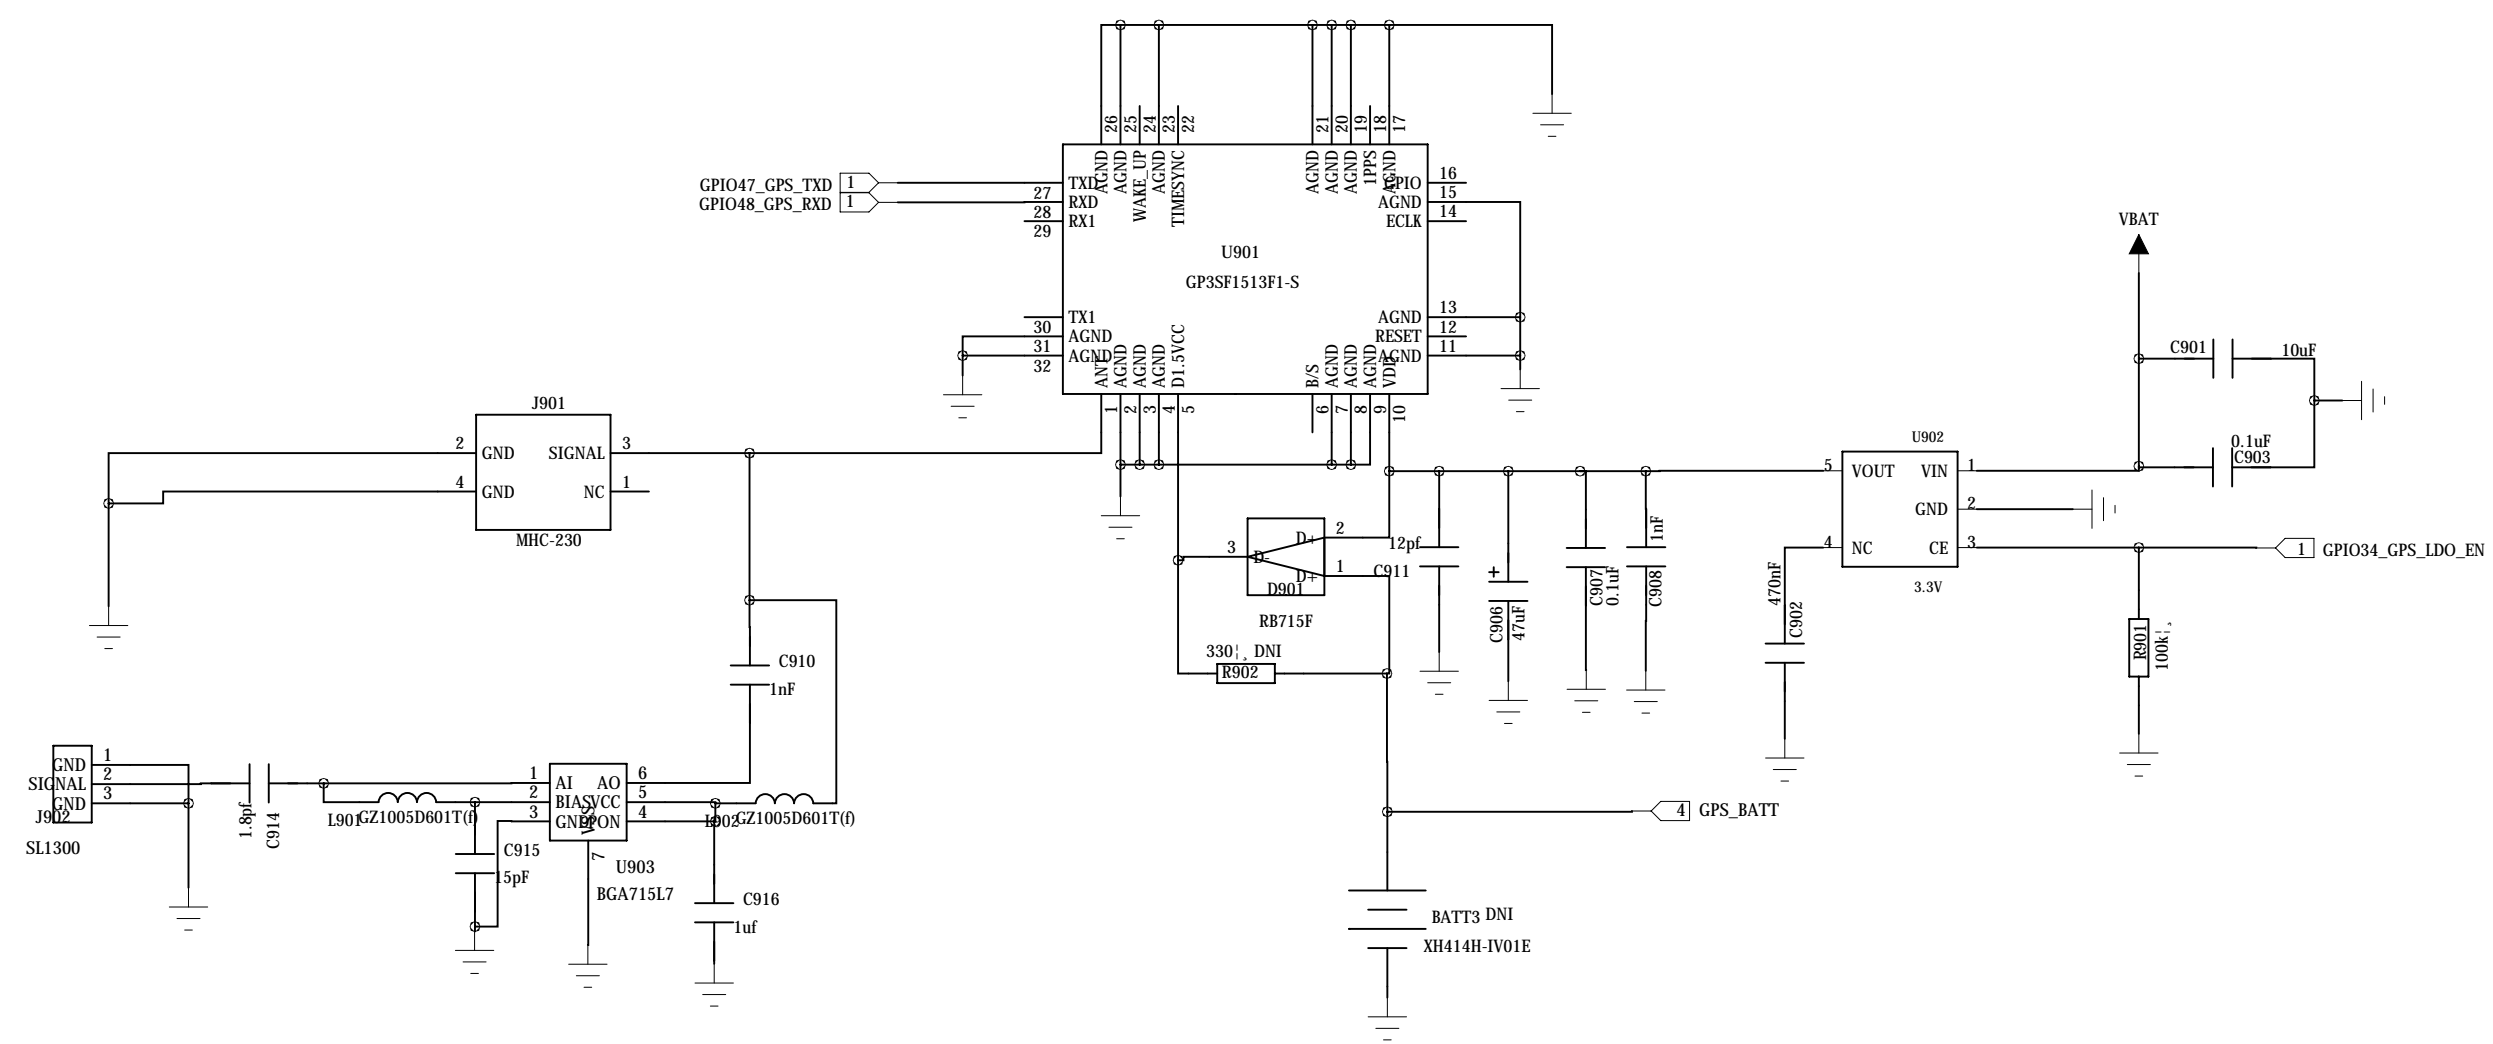 26
25
24
23
22
21
20
19
18
17
AGND
AGND
WAKE_UP
AGND
TIMESYNC
AGND
AGND
AGND
1PPS
AGND
GPIO47_GPS_TXD 1
GPIO48_GPS_RXD 1
TXD
27
RXD
28
RX1
29
GPIO 16
AGND 15
ECLK 14
U901
GP3SF1513F1-S
TX1
30
AGND
31
AGND
32
AGND 13
RESET 12
AGND 11
ANT
AGND
AGND
AGND
D1.5VCC
B/S
AGND
AGND
AGND
VDD
1
2
3
4
5
6
7
8
9
10
VBAT
C901 10uF
0.1uF
C903
J901
2 GND SIGNAL 3
4 GND NC 1
MHC-230
U902
5 VOUT VIN 1
GND 2
4 NC CE 3
3.3V
1 GPIO34_GPS_LDO_EN
470nF
C902
R901
100k¦¸
D+ 2
3 D-
D+ 1
D901
RB715F
330¦¸ DNI
R902
12pf
C911
C906
47uF
C907
0.1uF
1nF
C908
C910
1nF
GND 1
SIGNAL 2
GND 3
J902
SL1300
1.8pf
C914
L901 GZ1005D601T(f)
C915
15pF
1 AI AO 6
2 BIAS VCC 5
3 GND PON 4
VSS
7
U903
BGA715L7
L902 GZ1005D601T(f)
C916
1uf
4 GPS_BATT
BATT3 DNI
XH414H-IV01E